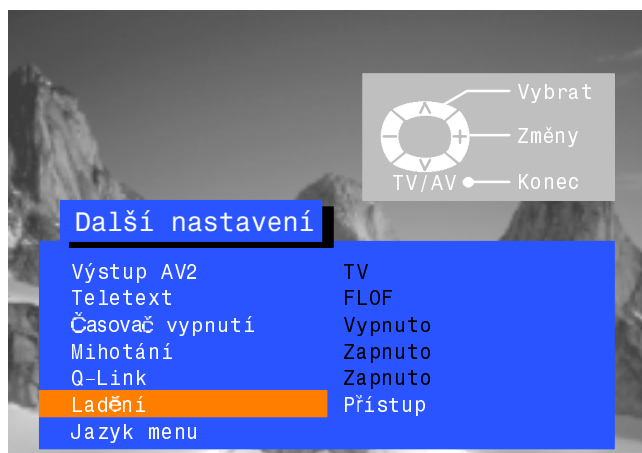 Vybrat
Změny
TV/AV Konec
Další nastavení
Výstup AV2 TV
Teletext FLOF
Časovač vypnutí Vypnuto
Mihotání Zapnuto
Q-Link Zapnuto
Ladění Přístup
Jazyk menu